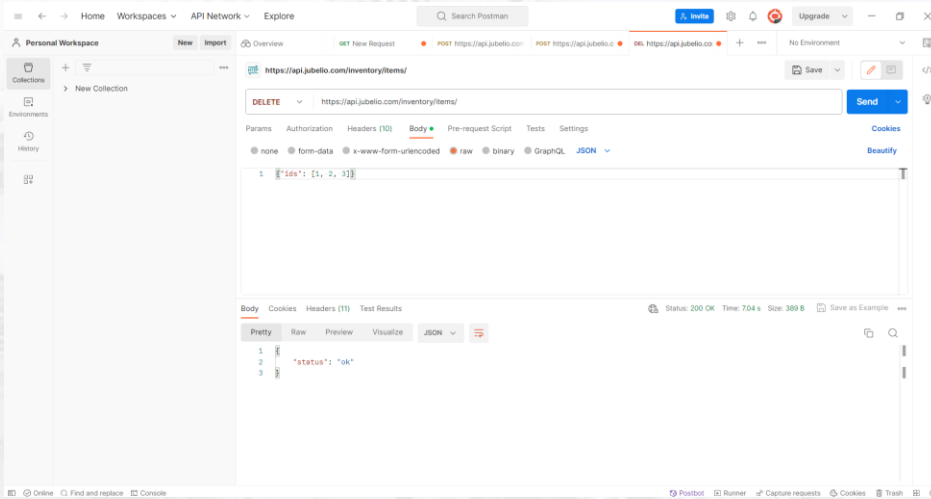 Home Workspaces API Network Explore Search Postman Invite Upgrade
Personal Workspace New Import Overview GET New Request POST https://api.jubelio.con POST https://api.jubelio.c DEL https://api.jubelio.co No Environment
Collections
New Collection
Environments
History
https://api.jubelio.com/inventory/items/ Save
DELETE https://api.jubelio.com/inventory/items/ Send
Params Authorization Headers (10) Body Pre-request Script Tests Settings Cookies
none form-data x-www-form-urlencoded raw binary GraphQL JSON Beautify
1 {"ids": [1, 2, 3]}
Body Cookies Headers (11) Test Results Status: 200 OK Time: 7.04 s Size: 389 B Save as Example
Pretty Raw Preview Visualize JSON
1 {
2 "status": "ok"
3 }
Online Find and replace Console Postbot Runner Capture requests Cookies Trash